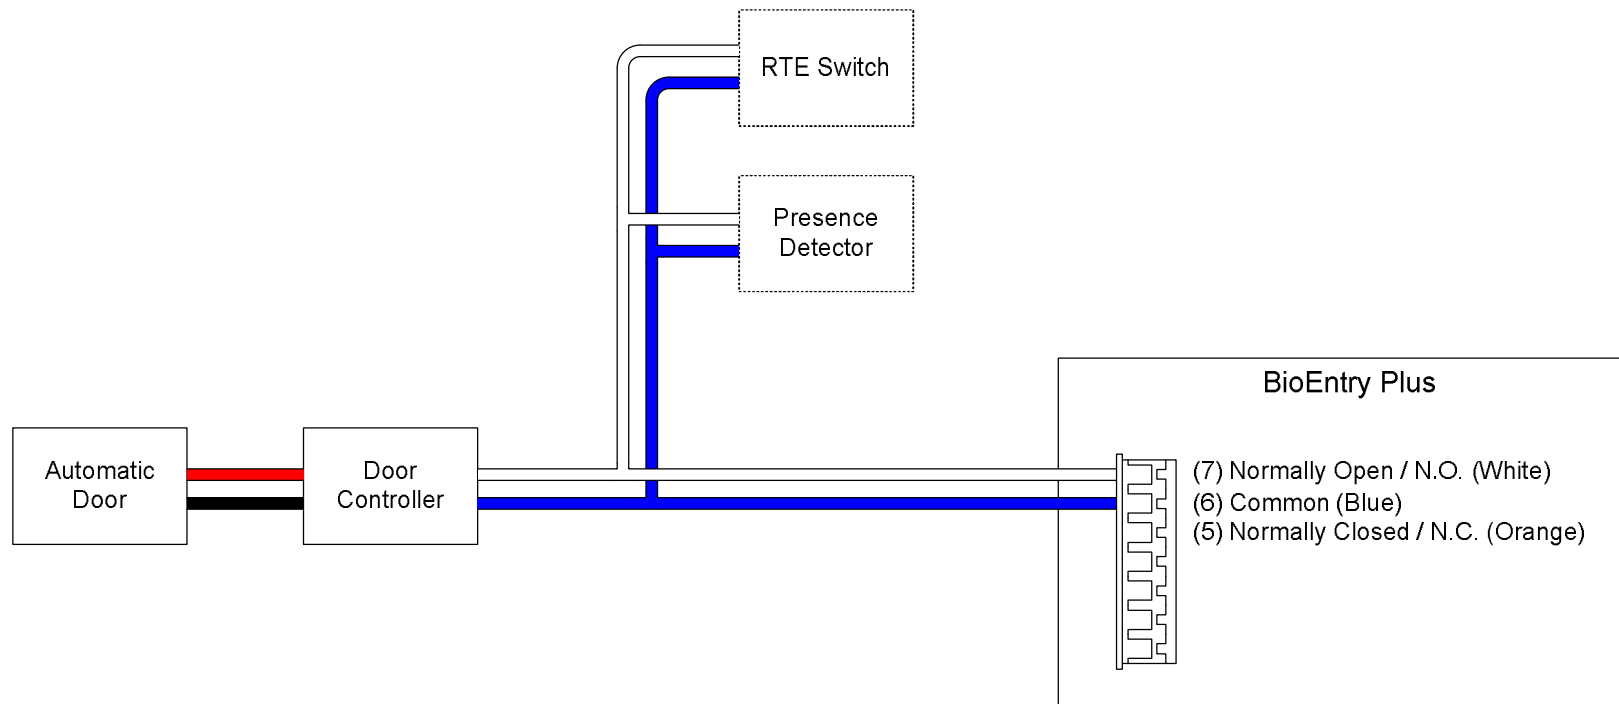 RTE Switch
Presence
Detector
BioEntry Plus
Automatic
Door
Door
Controller
(7) Normally Open / N.O. (White)
(6) Common (Blue)
(5) Normally Closed / N.C. (Orange)